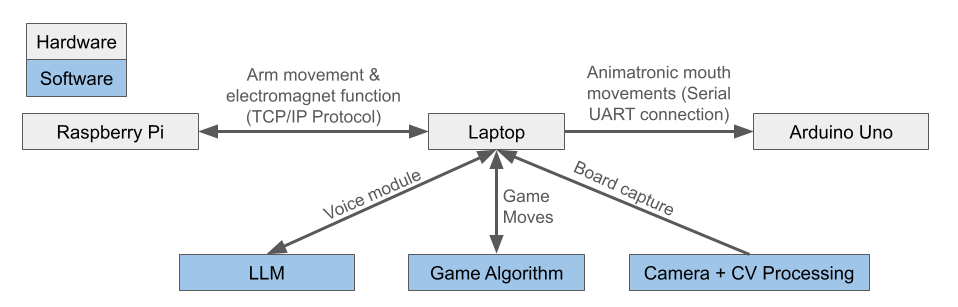 Hardware
Software
Arm movement &
electromagnet function
(TCP/IP Protocol)
Animatronic mouth
movements (Serial
UART connection)
Raspberry Pi
Laptop
Arduino Uno
Voice module
Game
Moves
Board capture
LLM
Game Algorithm
Camera + CV Processing